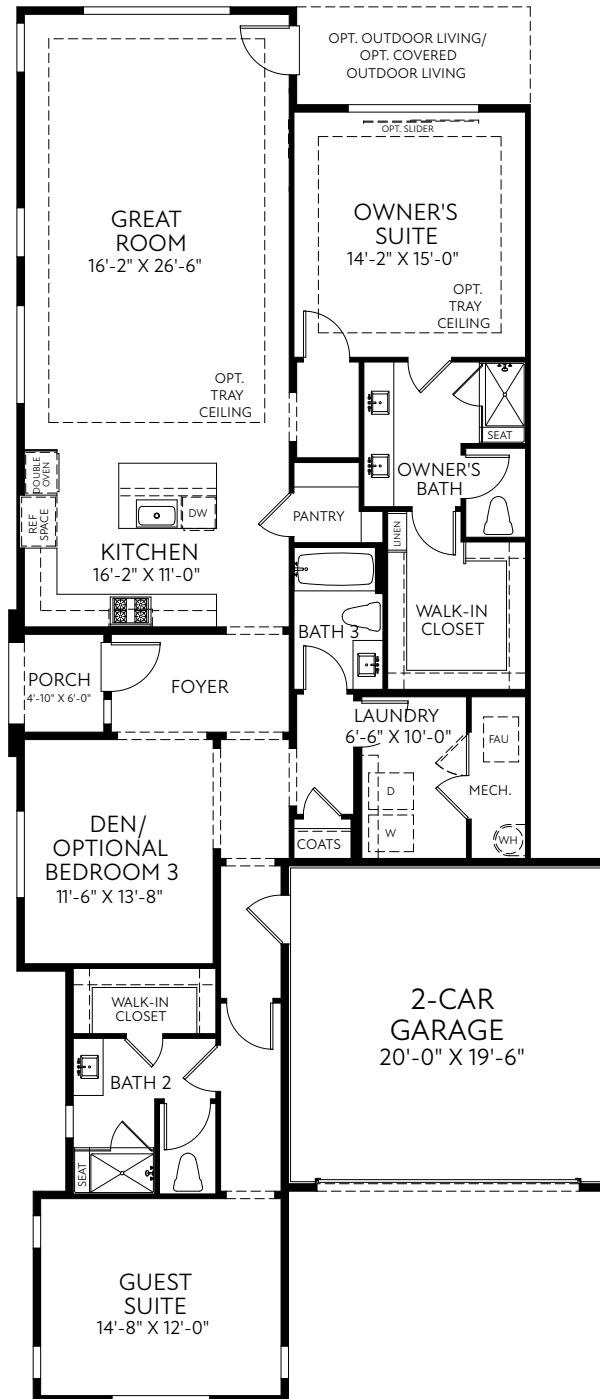 OPT. OUTDOOR LIVING/
OPT. COVERED
OUTDOOR LIVING
OPT. SLIDER
GREAT
ROOM
16'-2" X 26'-6"
OWNER'S
SUITE
14'-2" X 15'-0"
OPT.
TRAY
CEILING
OPT.
TRAY
CEILING
SEAT
DOUBLE
OVEN
OWNER'S
BATH
REF
SPACE
DW
PANTRY
LINEN
KITCHEN
16'-2" X 11'-0"
WALK-IN
CLOSET
BATH 3
PORCH
4'-10" X 6'-0"
FOYER
LAUNDRY
6'-6" X 10'-0"
FAU
MECH.
D
W
WH
COATS
DEN/
OPTIONAL
BEDROOM 3
11'-6" X 13'-8"
WALK-IN
CLOSET
2-CAR
GARAGE
20'-0" X 19'-6"
BATH 2
SEAT
GUEST
SUITE
14'-8" X 12'-0"